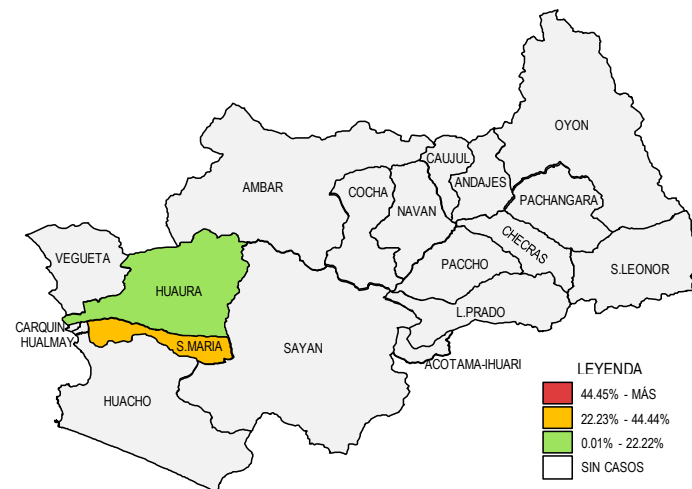 OYON
CAUJUL
ANDAJES
AMBAR
COCHA
NAVAN
PACHANGARA
CHECRAS
VEGUETA
PACCHO
S.LEONOR
HUAURA
L.PRADO
CARQUIN
HUALMAY
S.MARIA
SAYAN
ACOTAMA-IHUARI
HUACHO
LEYENDA
44.45% - MÁS
22.23% - 44.44%
0.01% - 22.22%
SIN CASOS